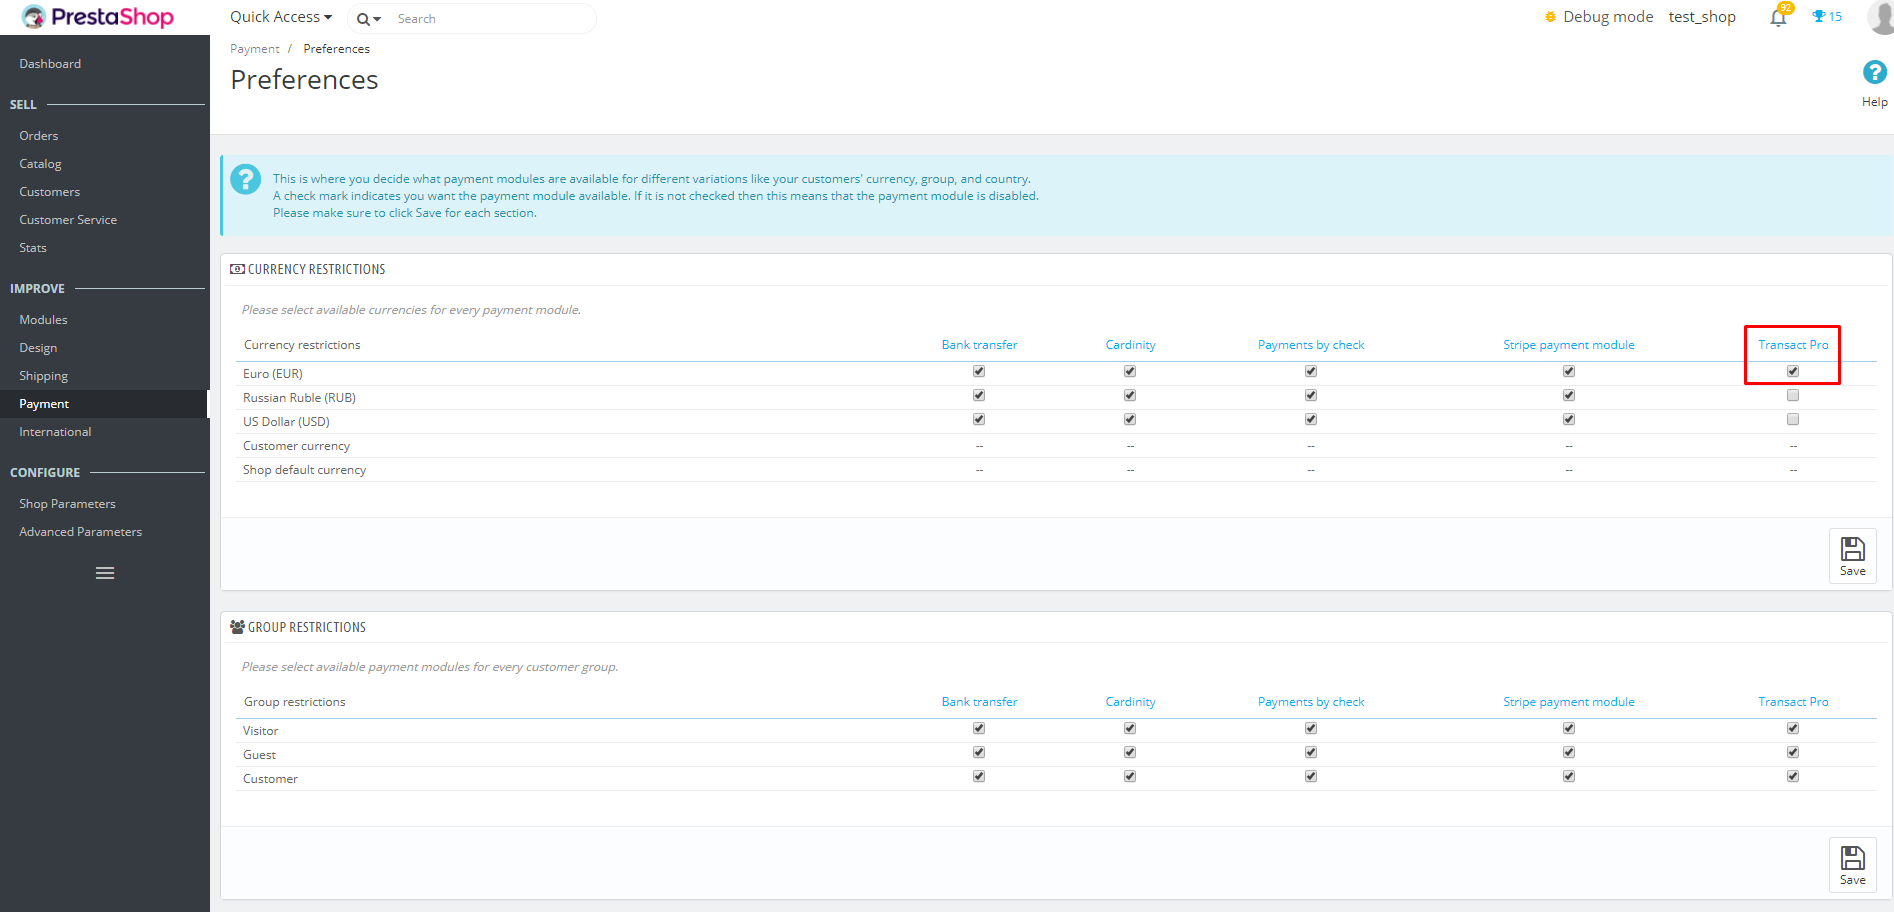 PrestaShop
Quick Access
Search
Debug mode
test_shop
92
15
Payment / Preferences
Preferences
Help
Dashboard
SELL
Orders
Catalog
Customers
Customer Service
Stats
IMPROVE
Modules
Design
Shipping
Payment
International
CONFIGURE
Shop Parameters
Advanced Parameters
This is where you decide what payment modules are available for different variations like your customers' currency, group, and country.
A check mark indicates you want the payment module available. If it is not checked then this means that the payment module is disabled.
Please make sure to click Save for each section.
CURRENCY RESTRICTIONS
Please select available currencies for every payment module.
Currency restrictions Bank transfer Cardinity Payments by check Stripe payment module Transact Pro
Euro (EUR)
Russian Ruble (RUB)
US Dollar (USD)
Customer currency -- -- -- -- --
Shop default currency -- -- -- -- --
Save
GROUP RESTRICTIONS
Please select available payment modules for every customer group.
Group restrictions Bank transfer Cardinity Payments by check Stripe payment module Transact Pro
Visitor
Guest
Customer
Save